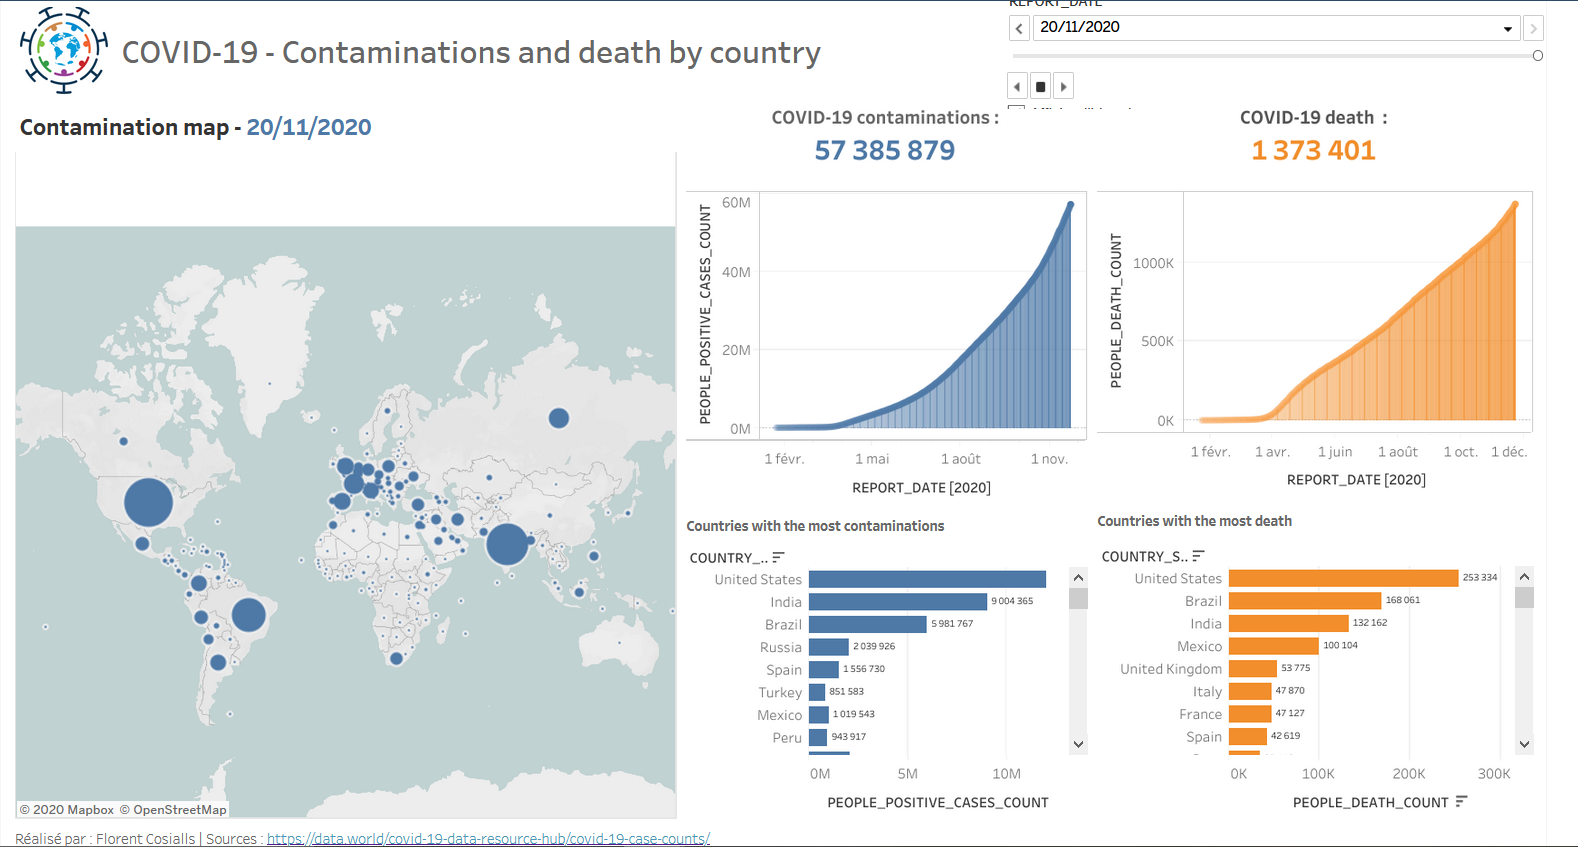 REPORT_DATE
20/11/2020
COVID-19 - Contaminations and death by country
Contamination map - 20/11/2020
COVID-19 contaminations :
57 385 879
COVID-19 death :
1 373 401
PEOPLE_POSITIVE_CASES_COUNT
60M
40M
20M
0M
1 févr.
1 mai
1 août
1 nov.
REPORT_DATE [2020]
PEOPLE_DEATH_COUNT
1000K
500K
0K
1 févr.
1 avr.
1 juin
1 août
1 oct.
1 déc.
REPORT_DATE [2020]
Countries with the most contaminations
COUNTRY_..
United States
India 9 004 365
Brazil 5 981 767
Russia 2 039 926
Spain 1 556 730
Turkey 851 583
Mexico 1 019 543
Peru 943 917
0M 5M 10M
PEOPLE_POSITIVE_CASES_COUNT
Countries with the most death
COUNTRY_S..
United States 253 334
Brazil 168 061
India 132 162
Mexico 100 104
United Kingdom 53 775
Italy 47 870
France 47 127
Spain 42 619
0K 100K 200K 300K
PEOPLE_DEATH_COUNT
© 2020 Mapbox © OpenStreetMap
Réalisé par : Florent Cosialls | Sources : https://data.world/covid-19-data-resource-hub/covid-19-case-counts/